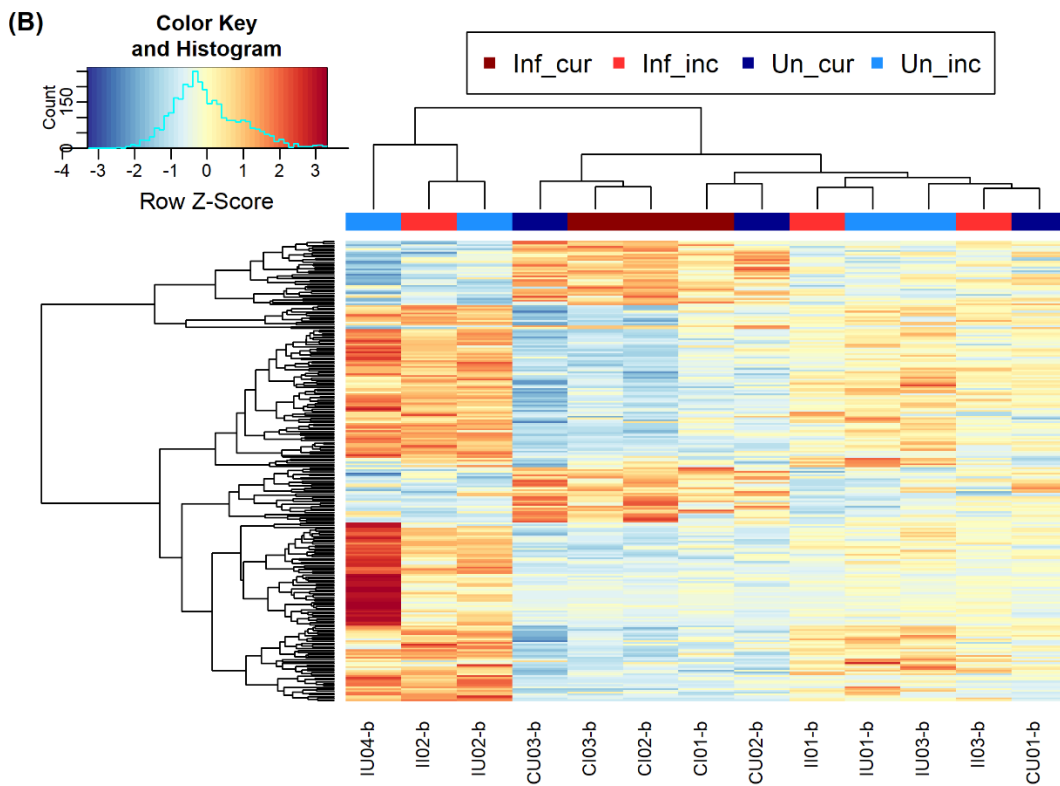 (B)
Color Key
and Histogram
Count
0
150
-4 -3 -2 -1 0 1 2 3
Row Z-Score
Inf_cur Inf_inc Un_cur Un_inc
IU04-b
II02-b
IU02-b
CU03-b
CI03-b
CI02-b
CI01-b
CU02-b
II01-b
IU01-b
IU03-b
II03-b
CU01-b